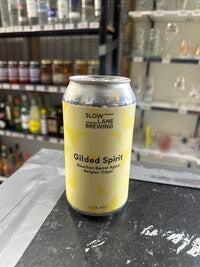 SLOW
LANE
BREWING
Gilded Spirit
Bourbon Barrel Aged
Belgian Tripel